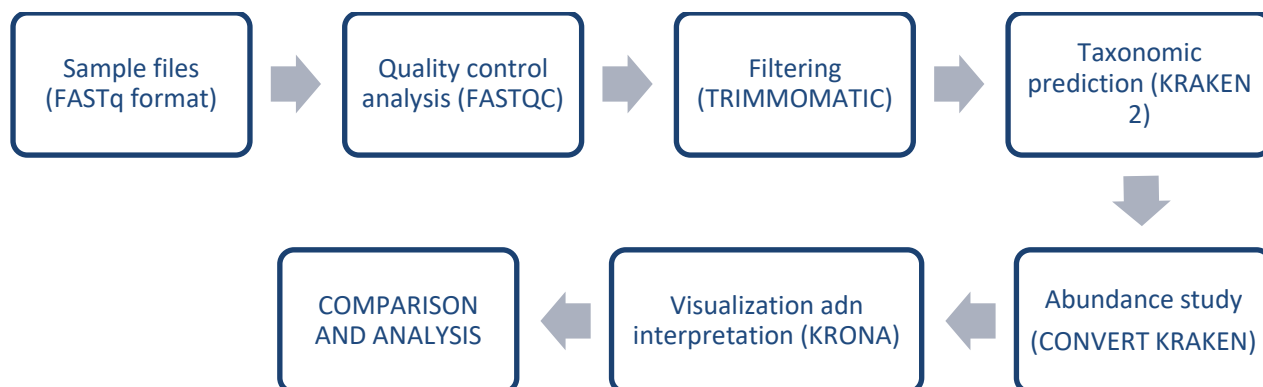 Sample files
(FASTq format)
Quality control
analysis (FASTQC)
Filtering
(TRIMMOMATIC)
Taxonomic
prediction (KRAKEN
2)
Abundance study
(CONVERT KRAKEN)
Visualization adn
interpretation (KRONA)
COMPARISON
AND ANALYSIS